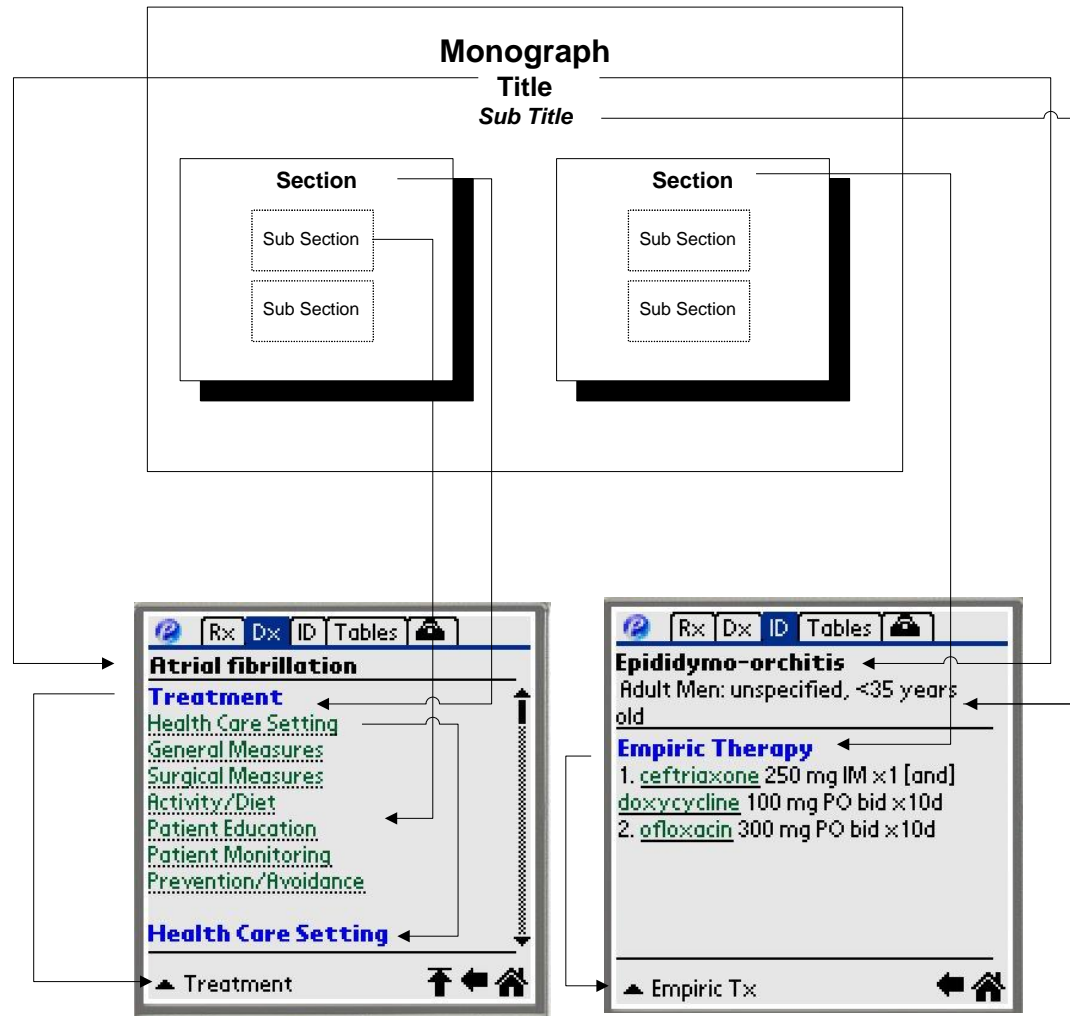 Monograph
Title
Sub Title
Section
Sub Section
Sub Section
Section
Sub Section
Sub Section
Rx Dx ID Tables
Atrial fibrillation
Treatment
Health Care Setting
General Measures
Surgical Measures
Activity/Diet
Patient Education
Patient Monitoring
Prevention/Avoidance
Health Care Setting
Treatment
Rx Dx ID Tables
Epididymo-orchitis
Adult Men: unspecified, <35 years
old
Empiric Therapy
1. ceftriaxone 250 mg IM x1 [and]
doxycycline 100 mg PO bid x10d
2. ofloxacin 300 mg PO bid x10d
Empiric Tx